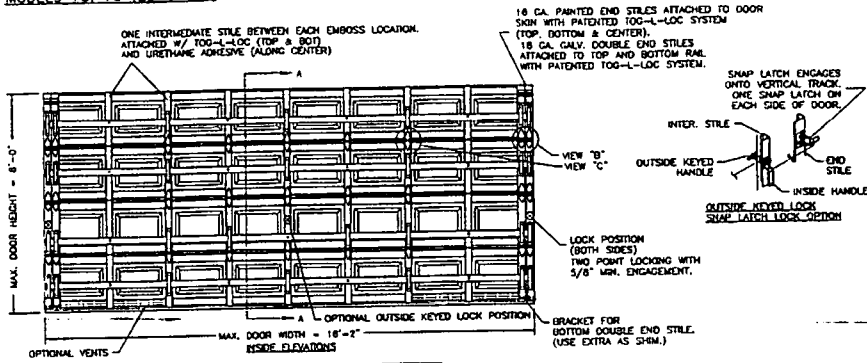 ONE INTERMEDIATE STILE BETWEEN EACH EMBOSS LOCATION.
ATTACHED W/ TOG-L-LOC (TOP & BOT)
AND URETHANE ADHESIVE (ALONG CENTER)
A
16 GA. PAINTED END STILES ATTACHED TO DOOR
SKIN WITH PATENTED TOG-L-LOC SYSTEM
(TOP, BOTTOM & CENTER).
18 GA. GALV. DOUBLE END STILES
ATTACHED TO TOP AND BOTTOM RAIL
WITH PATENTED TOG-L-LOC SYSTEM.
SNAP LATCH ENGAGES
ONTO VERTICAL TRACK.
ONE SNAP LATCH ON
EACH SIDE OF DOOR.
INTER. STILE
OUTSIDE KEYED
HANDLE
END
STILE
INSIDE HANDLE
OUTSIDE KEYED LOCK
SNAP LATCH LOCK OPTION
VIEW "B"
VIEW "C"
MAX. DOOR HEIGHT = 8'-0"
LOCK POSITION
(BOTH SIDES)
TWO POINT LOCKING WITH
5/8" MIN. ENGAGEMENT.
A
OPTIONAL OUTSIDE KEYED LOCK POSITION
BRACKET FOR
BOTTOM DOUBLE END STILE.
(USE EXTRA AS SHIM.)
MAX. DOOR WIDTH = 16'-2"
INSIDE ELEVATIONS
OPTIONAL VENTS